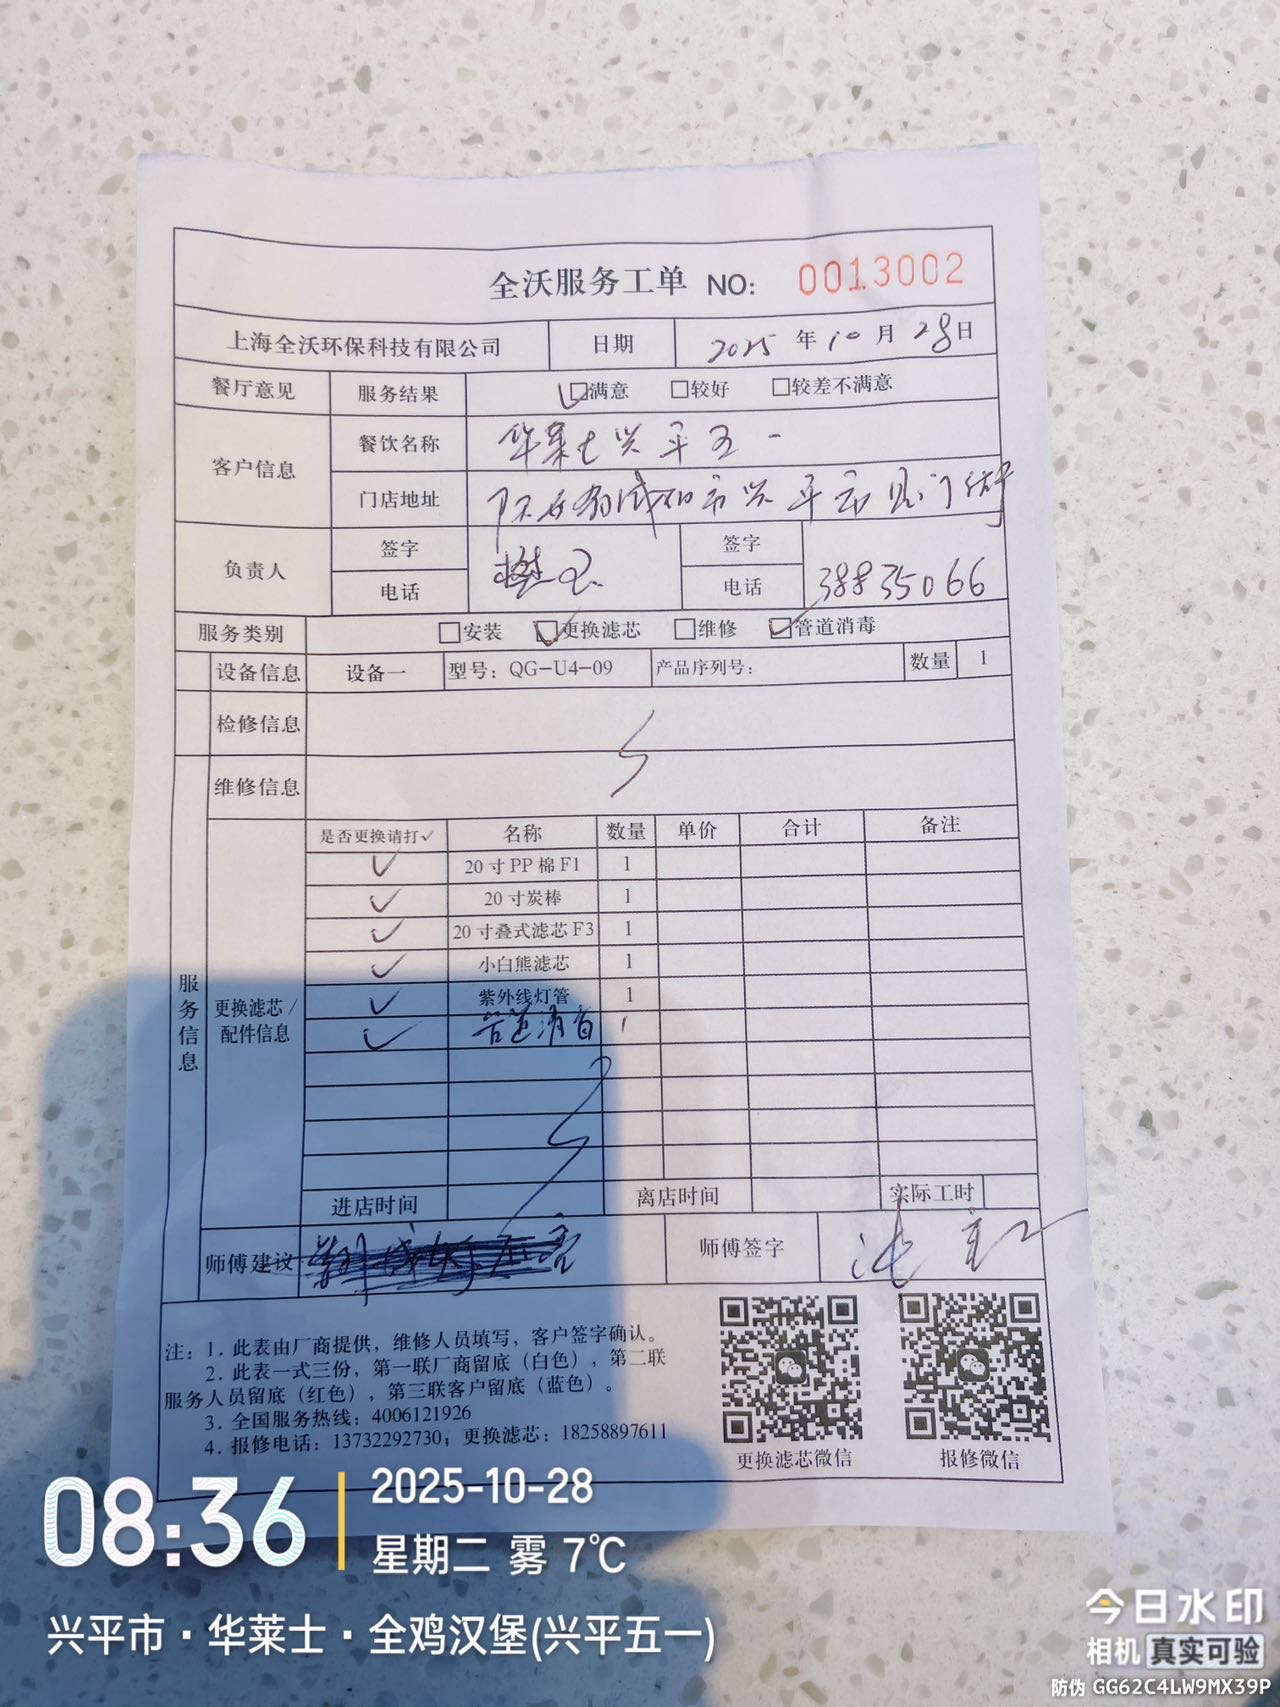 全沃服务工单 NO: 0013002
上海全沃环保科技有限公司 日期 2025 年 10 月 28 日
餐厅意见 服务结果 ☑满意 □较好 □较差不满意
客户信息 餐饮名称 华莱士兴平五一
门店地址 陕西省咸阳市兴平市
负责人 签字 签字
电话 电话 38835066
服务类别 □安装 ☑更换滤芯 □维修 ☑管道消毒
设备信息 设备一 型号：QG-U4-09 产品序列号： 数量 1
检修信息
维修信息
服务信息
更换滤芯/配件信息
是否更换请打✓ 名称 数量 单价 合计 备注
✓ 20寸PP棉F1 1
✓ 20寸炭棒 1
✓ 20寸叠式滤芯F3 1
✓ 小白熊滤芯 1
✓ 紫外线灯管 1
✓ 管道消毒 1
进店时间 离店时间 实际工时
师傅建议 师傅签字
注：1. 此表由厂商提供，维修人员填写，客户签字确认。
2. 此表一式三份，第一联厂商留底（白色），第二联
服务人员留底（红色），第三联客户留底（蓝色）。
3. 全国服务热线：4006121926
4. 报修电话：13732292730；更换滤芯：18258897611
更换滤芯微信 报修微信
08:36 2025-10-28
星期二 雾 7℃
兴平市·华莱士·全鸡汉堡(兴平五一)
今日水印
相机 真实可验
防伪 GG62C4LW9MX39P